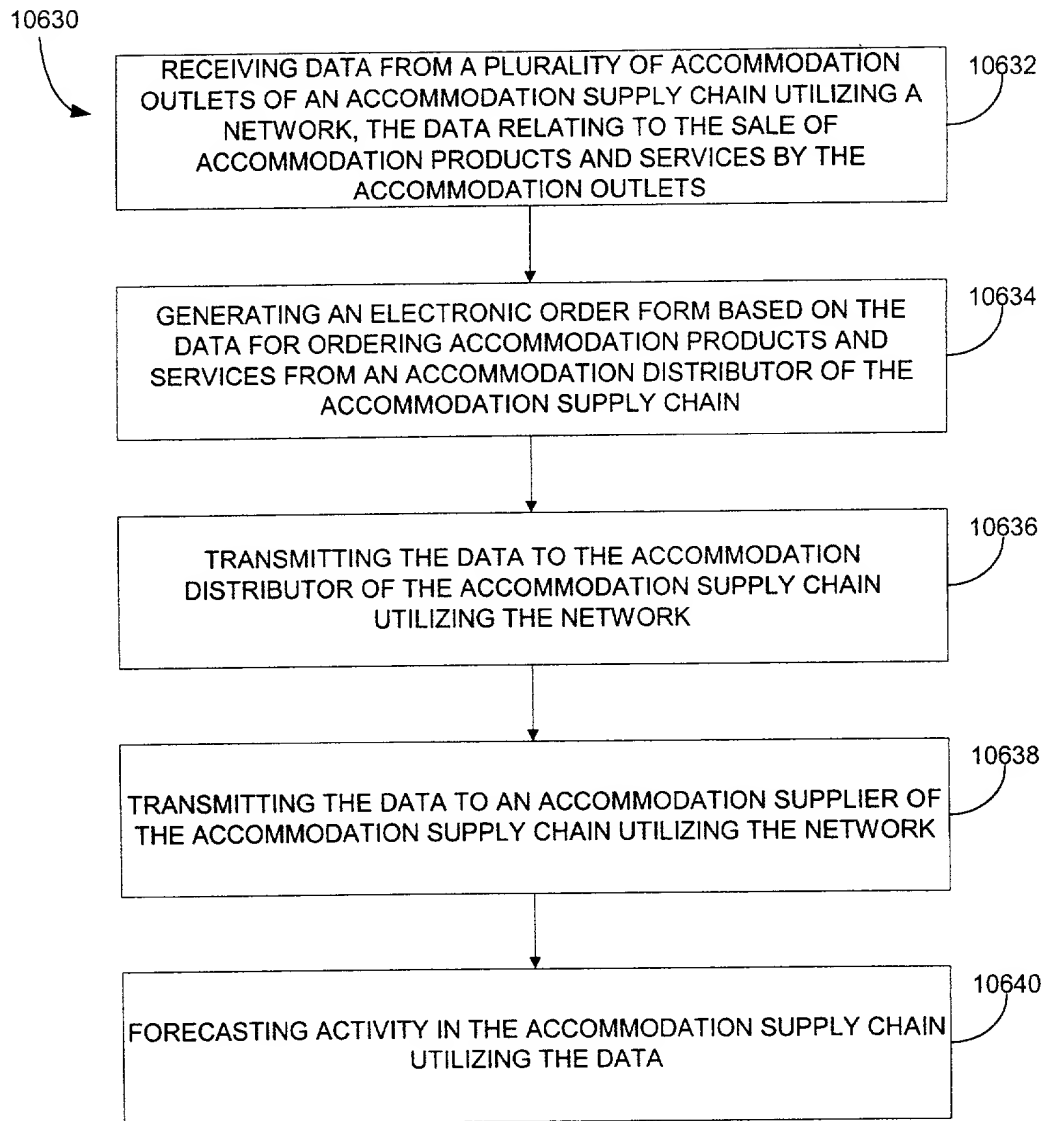 10630
RECEIVING DATA FROM A PLURALITY OF ACCOMMODATION
OUTLETS OF AN ACCOMMODATION SUPPLY CHAIN UTILIZING A
NETWORK, THE DATA RELATING TO THE SALE OF
ACCOMMODATION PRODUCTS AND SERVICES BY THE
ACCOMMODATION OUTLETS
10632
GENERATING AN ELECTRONIC ORDER FORM BASED ON THE
DATA FOR ORDERING ACCOMMODATION PRODUCTS AND
SERVICES FROM AN ACCOMMODATION DISTRIBUTOR OF THE
ACCOMMODATION SUPPLY CHAIN
10634
TRANSMITTING THE DATA TO THE ACCOMMODATION
DISTRIBUTOR OF THE ACCOMMODATION SUPPLY CHAIN
UTILIZING THE NETWORK
10636
TRANSMITTING THE DATA TO AN ACCOMMODATION SUPPLIER OF
THE ACCOMMODATION SUPPLY CHAIN UTILIZING THE NETWORK
10638
FORECASTING ACTIVITY IN THE ACCOMMODATION SUPPLY CHAIN
UTILIZING THE DATA
10640